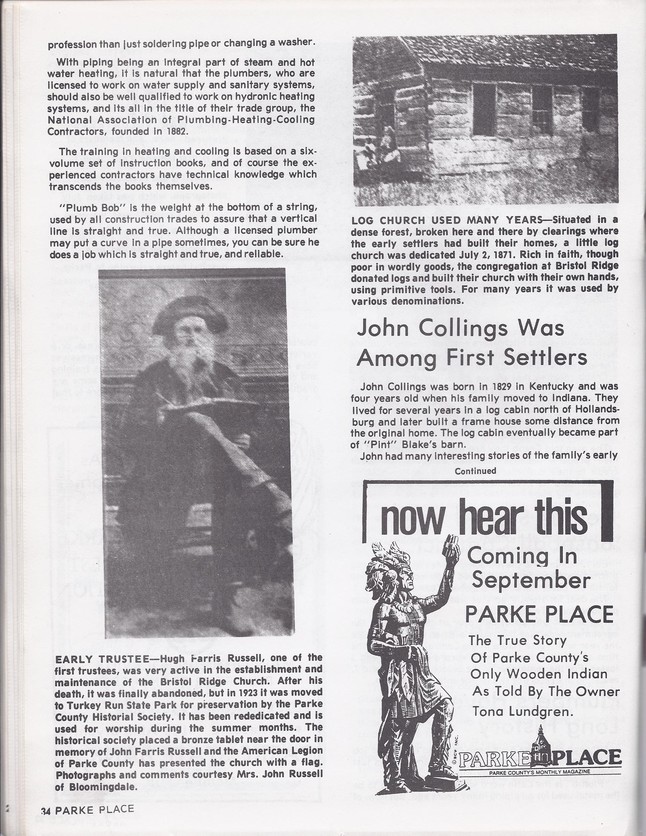 profession than just soldering pipe or changing a washer.
With piping being an integral part of steam and hot
water heating, it is natural that the plumbers, who are
licensed to work on water supply and sanitary systems,
should also be well qualified to work on hydronic heating
systems, and its all in the title of their trade group, the
National Association of Plumbing-Heating-Cooling
Contractors, founded in 1882.
The training in heating and cooling is based on a six-
volume set of instruction books, and of course the ex-
perienced contractors have technical knowledge which
transcends the books themselves.
"Plumb Bob" is the weight at the bottom of a string,
used by all construction trades to assure that a vertical
line is straight and true. Although a licensed plumber
may put a curve in a pipe sometimes, you can be sure he
does a job which is straight and true, and reliable.
EARLY TRUSTEE—Hugh Farris Russell, one of the
first trustees, was very active in the establishment and
maintenance of the Bristol Ridge Church. After his
death, it was finally abandoned, but in 1923 it was moved
to Turkey Run State Park for preservation by the Parke
County Historical Society. It has been rededicated and is
used for worship during the summer months. The
historical society placed a bronze tablet near the door in
memory of John Farris Russell and the American Legion
of Parke County has presented the church with a flag.
Photographs and comments courtesy Mrs. John Russell
of Bloomingdale.
34 PARKE PLACE
LOG CHURCH USED MANY YEARS—Situated in a
dense forest, broken here and there by clearings where
the early settlers had built their homes, a little log
church was dedicated July 2, 1871. Rich in faith, though
poor in wordly goods, the congregation at Bristol Ridge
donated logs and built their church with their own hands,
using primitive tools. For many years it was used by
various denominations.
John Collings Was
Among First Settlers
John Collings was born in 1829 in Kentucky and was
four years old when his family moved to Indiana. They
lived for several years in a log cabin north of Hollands-
burg and later built a frame house some distance from
the original home. The log cabin eventually became part
of "Pint" Blake's barn.
John had many interesting stories of the family's early
Continued
now hear this
Coming In
September
PARKE PLACE
The True Story
Of Parke County's
Only Wooden Indian
As Told By The Owner
Tona Lundgren.
PARKE PLACE
PARKE COUNTY'S MONTHLY MAGAZINE